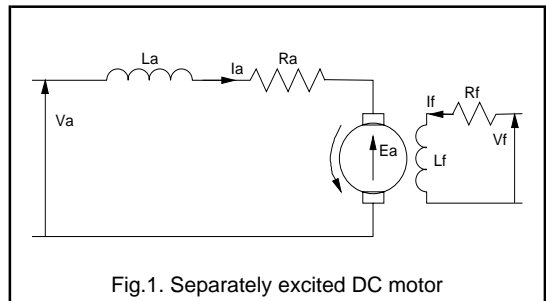 La
Ia
Ra
Va
Ea
If
Rf
Vf
Lf
Fig.1. Separately excited DC motor